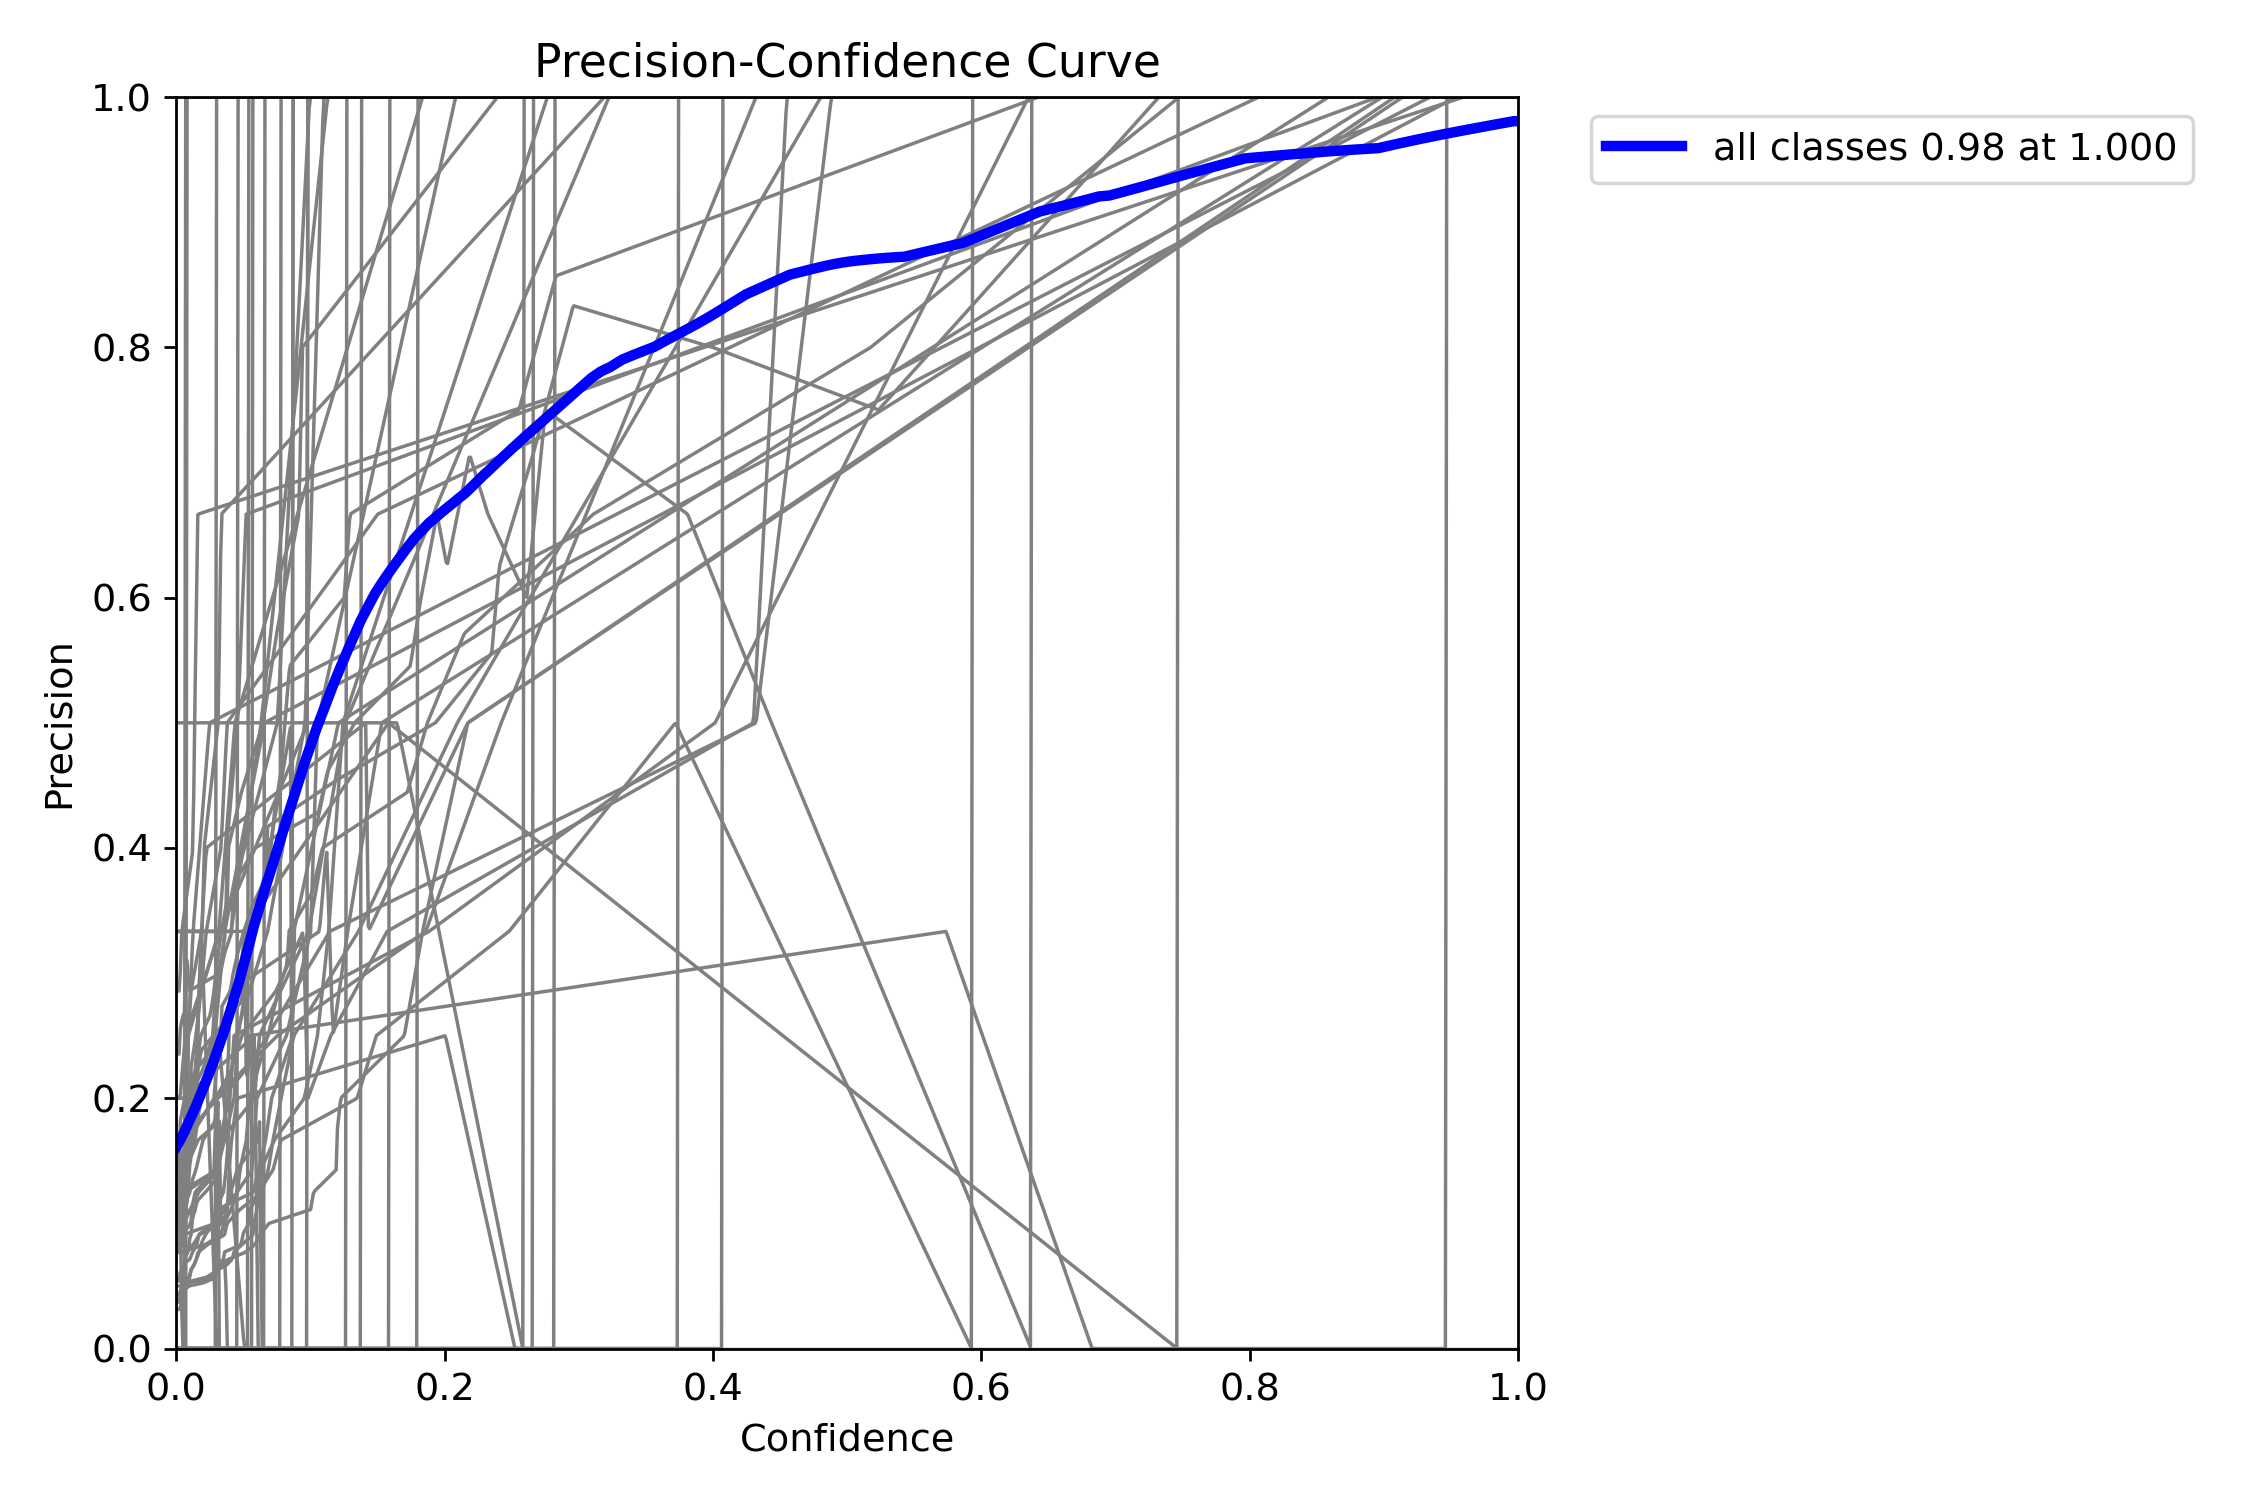 Precision-Confidence Curve
1.0
0.8
0.6
0.4
0.2
0.0
Precision
0.0 0.2 0.4 0.6 0.8 1.0
Confidence
all classes 0.98 at 1.000